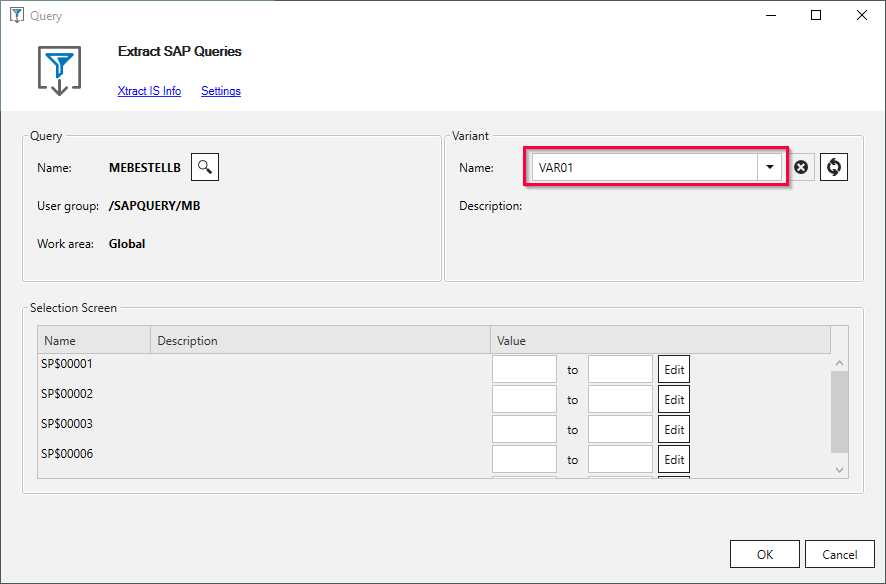 Query
Extract SAP Queries
Xtract IS Info Settings
Query
Name: MEBESTELLB
User group: /SAPQUERY/MB
Work area: Global
Variant
Name: VAR01
Description:
Selection Screen
Name Description Value
SP$00001 to Edit
SP$00002 to Edit
SP$00003 to Edit
SP$00006 to Edit
OK Cancel